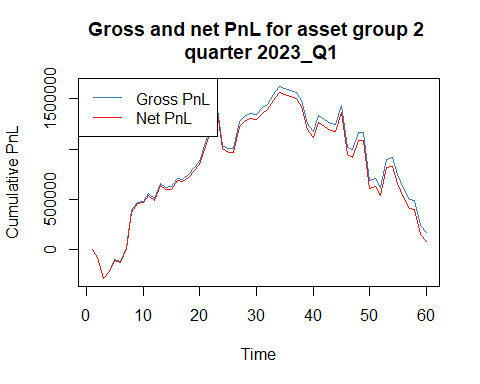 Gross and net PnL for asset group 2
quarter 2023_Q1
Gross PnL
Net PnL
Cumulative PnL
1500000
500000
0
0 10 20 30 40 50 60
Time